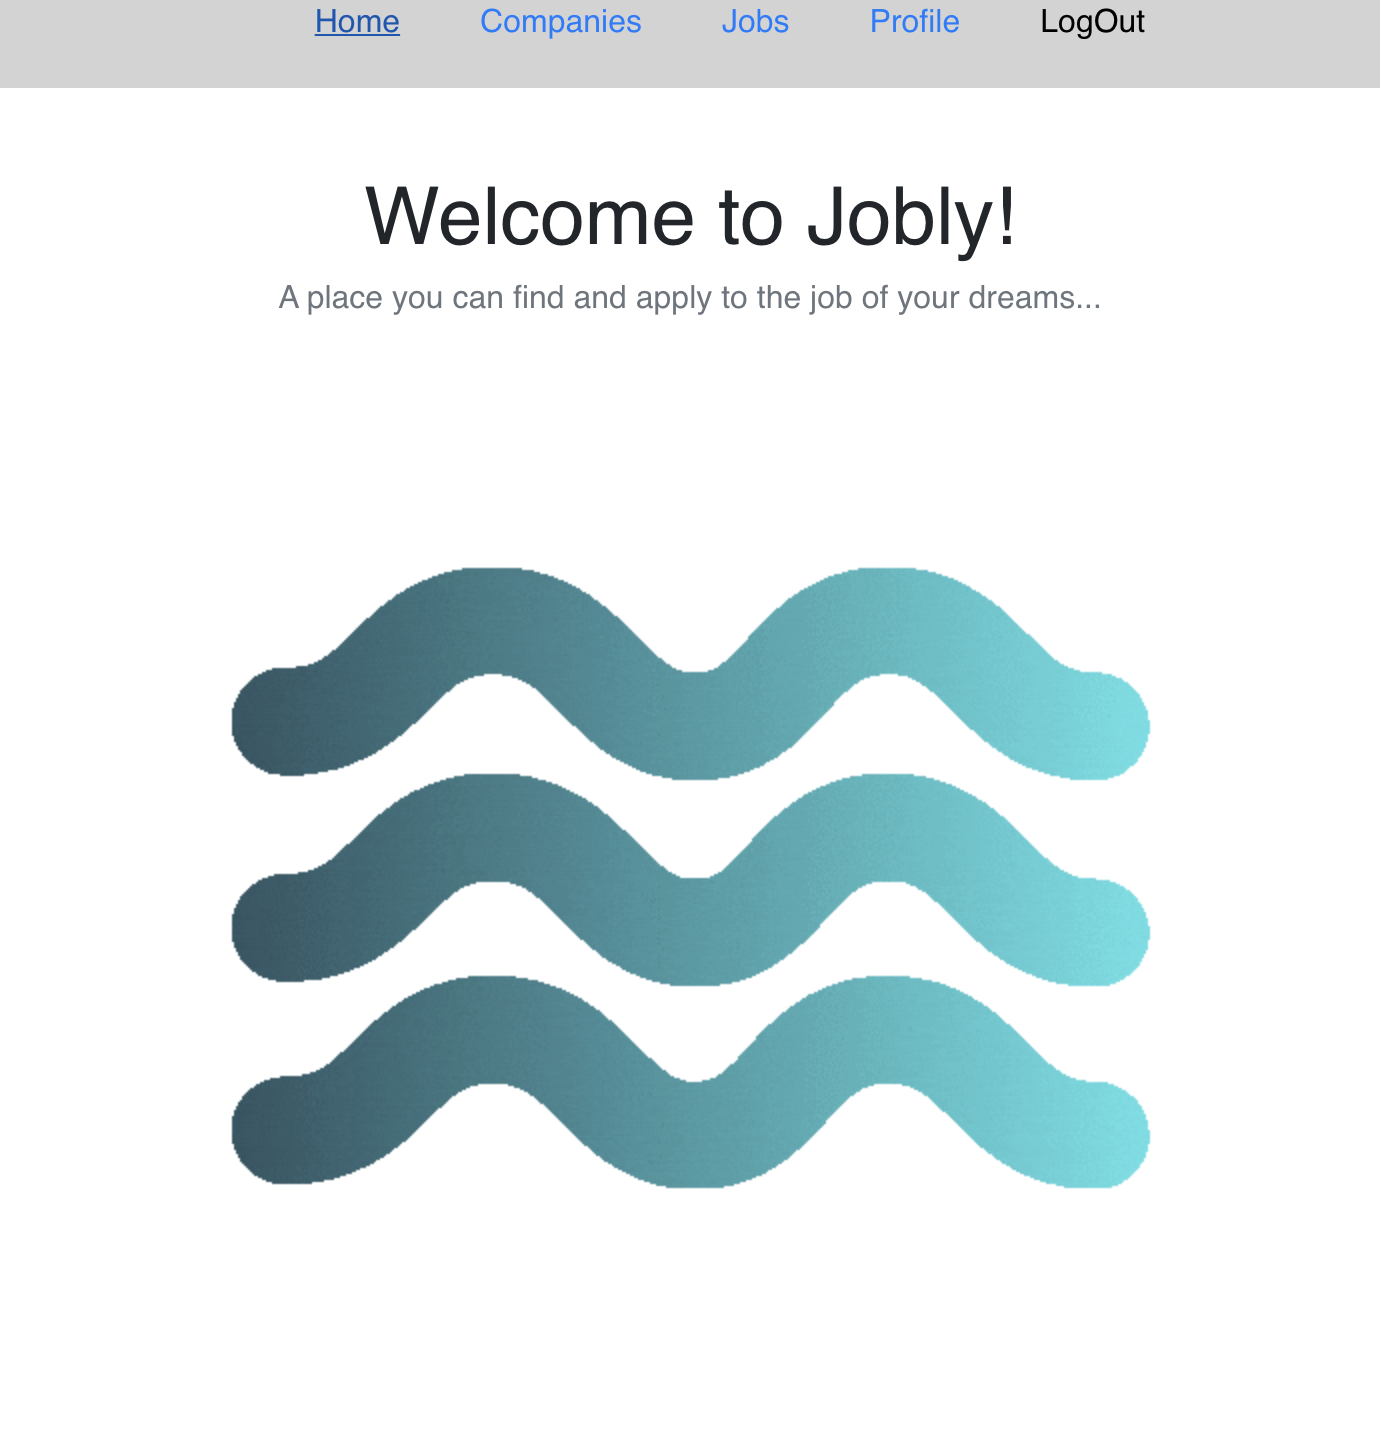 Home Companies Jobs Profile LogOut
Welcome to Jobly!
A place you can find and apply to the job of your dreams...